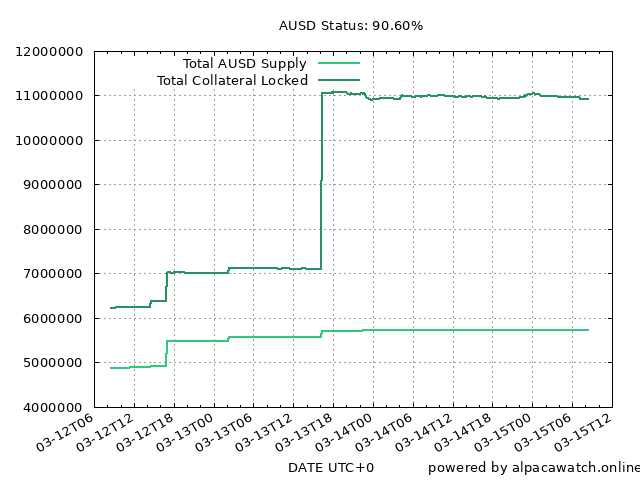 AUSD Status: 90.60%
Total AUSD Supply
Total Collateral Locked
12000000
11000000
10000000
9000000
8000000
7000000
6000000
5000000
4000000
03-12T06
03-12T12
03-12T18
03-13T00
03-13T06
03-13T12
03-13T18
03-14T00
03-14T06
03-14T12
03-14T18
03-15T00
03-15T06
03-15T12
DATE UTC+0
powered by alpacawatch.online